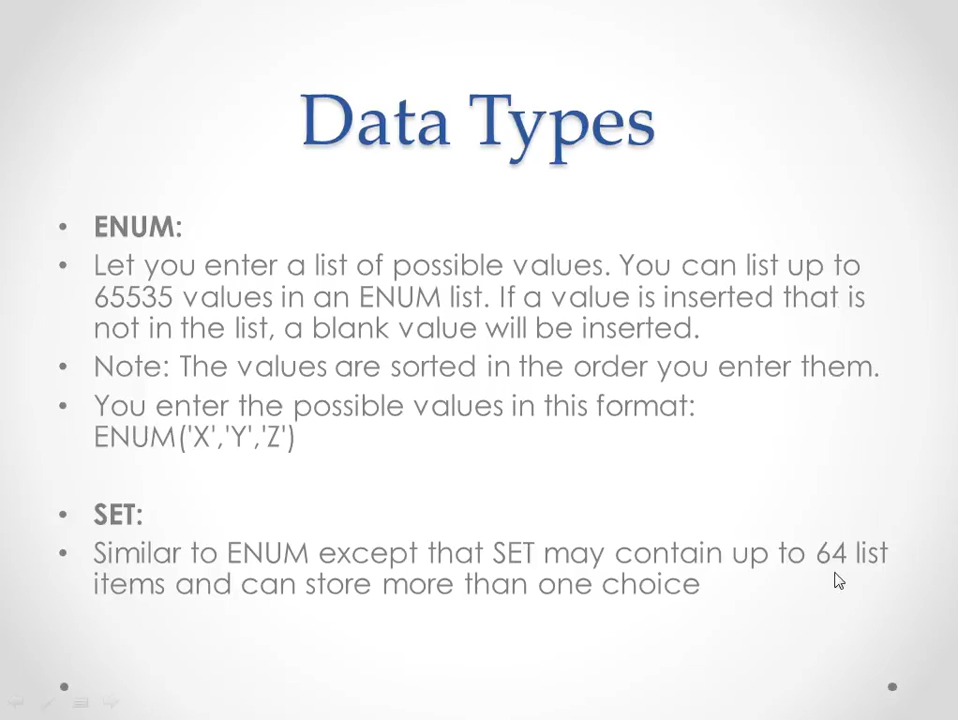 Data Types
• ENUM:
• Let you enter a list of possible values. You can list up to
65535 values in an ENUM list. If a value is inserted that is
not in the list, a blank value will be inserted.
• Note: The values are sorted in the order you enter them.
• You enter the possible values in this format:
ENUM('X','Y','Z')
• SET:
• Similar to ENUM except that SET may contain up to 64 list
items and can store more than one choice